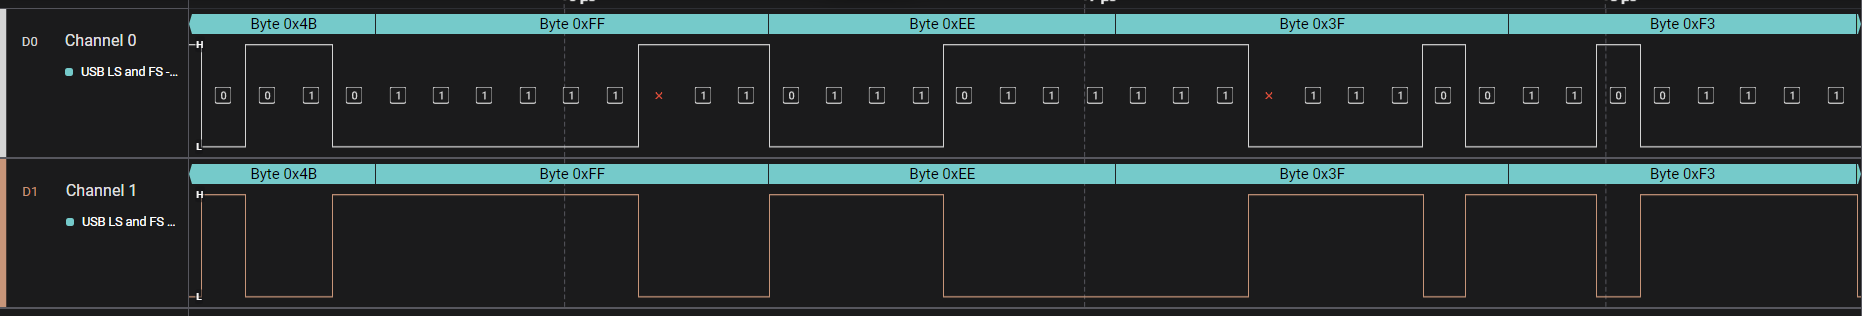 Byte 0x4B Byte 0xFF Byte 0xEE Byte 0x3F Byte 0xF3
D0 Channel 0 H
USB LS and FS -...
0 0 1 0 1 1 1 1 1 1 × 1 1 0 1 1 1 0 1 1 1 1 1 1 × 1 1 1 0 0 1 1 0 0 1 1 1 1
L
Byte 0x4B Byte 0xFF Byte 0xEE Byte 0x3F Byte 0xF3
D1 Channel 1 H
USB LS and FS ...
L